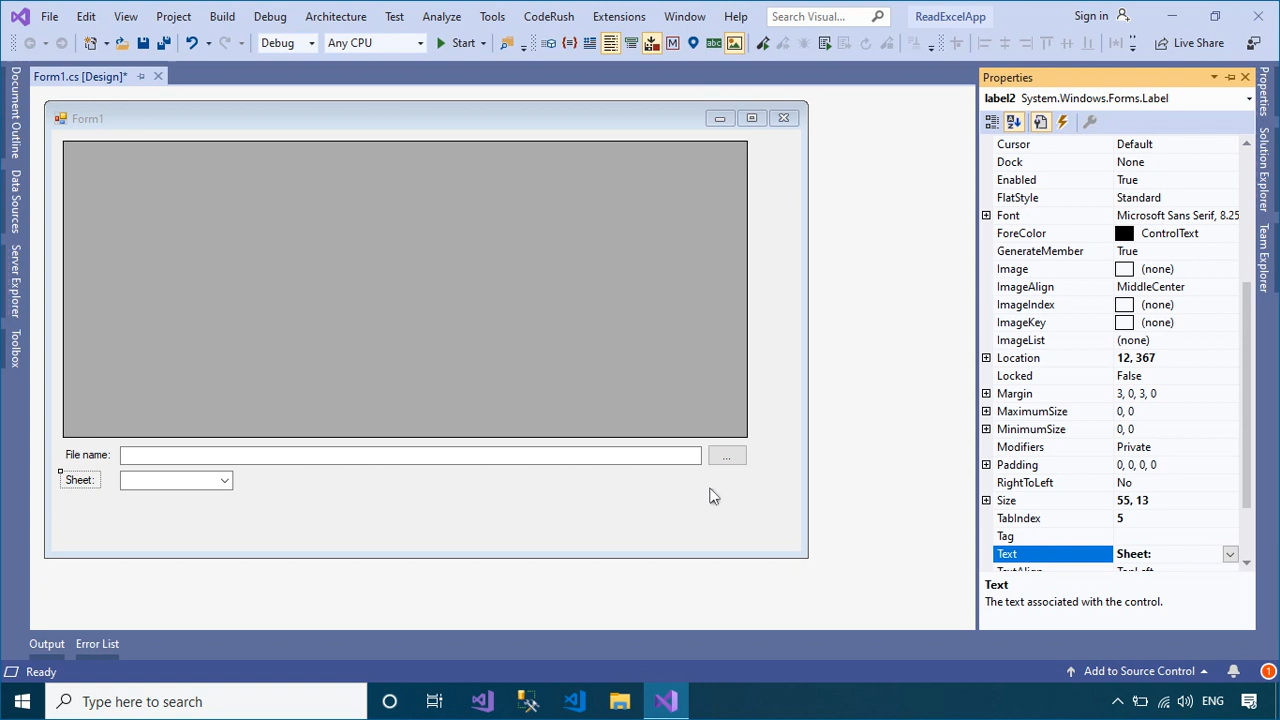 File Edit View Project Build Debug Architecture Test Analyze Tools CodeRush Extensions Window Help Search Visual... ReadExcelApp Sign in
Debug Any CPU Start Live Share
Form1.cs [Design]*
Document Outline
Data Sources
Server Explorer
Toolbox
Form1
File name: ...
Sheet:
Properties
label2 System.Windows.Forms.Label
Cursor Default
Dock None
Enabled True
FlatStyle Standard
Font Microsoft Sans Serif, 8.25
ForeColor ControlText
GenerateMember True
Image (none)
ImageAlign MiddleCenter
ImageIndex (none)
ImageKey (none)
ImageList (none)
Location 12, 367
Locked False
Margin 3, 0, 3, 0
MaximumSize 0, 0
MinimumSize 0, 0
Modifiers Private
Padding 0, 0, 0, 0
RightToLeft No
Size 55, 13
TabIndex 5
Tag
Text Sheet:
TextAlign TopLeft
Text
The text associated with the control.
Properties
Solution Explorer
Team Explorer
Output Error List
Ready Add to Source Control 1
Type here to search ENG